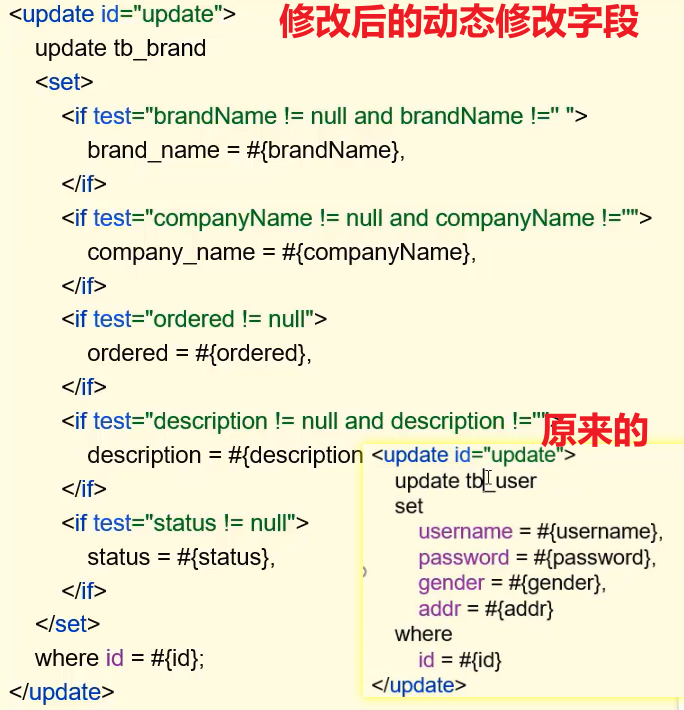 <update id="update">
修改后的动态修改字段
update tb_brand
<set>
<if test="brandName != null and brandName !='' ">
brand_name = #{brandName},
</if>
<if test="companyName != null and companyName !=''">
company_name = #{companyName},
</if>
<if test="ordered != null">
ordered = #{ordered},
</if>
<if test="description != null and description !=''">
description = #{description
</if>
<if test="status != null">
status = #{status},
</if>
</set>
where id = #{id};
</update>
原来的
<update id="update">
update tb_user
set
username = #{username},
password = #{password},
gender = #{gender},
addr = #{addr}
where
id = #{id}
</update>